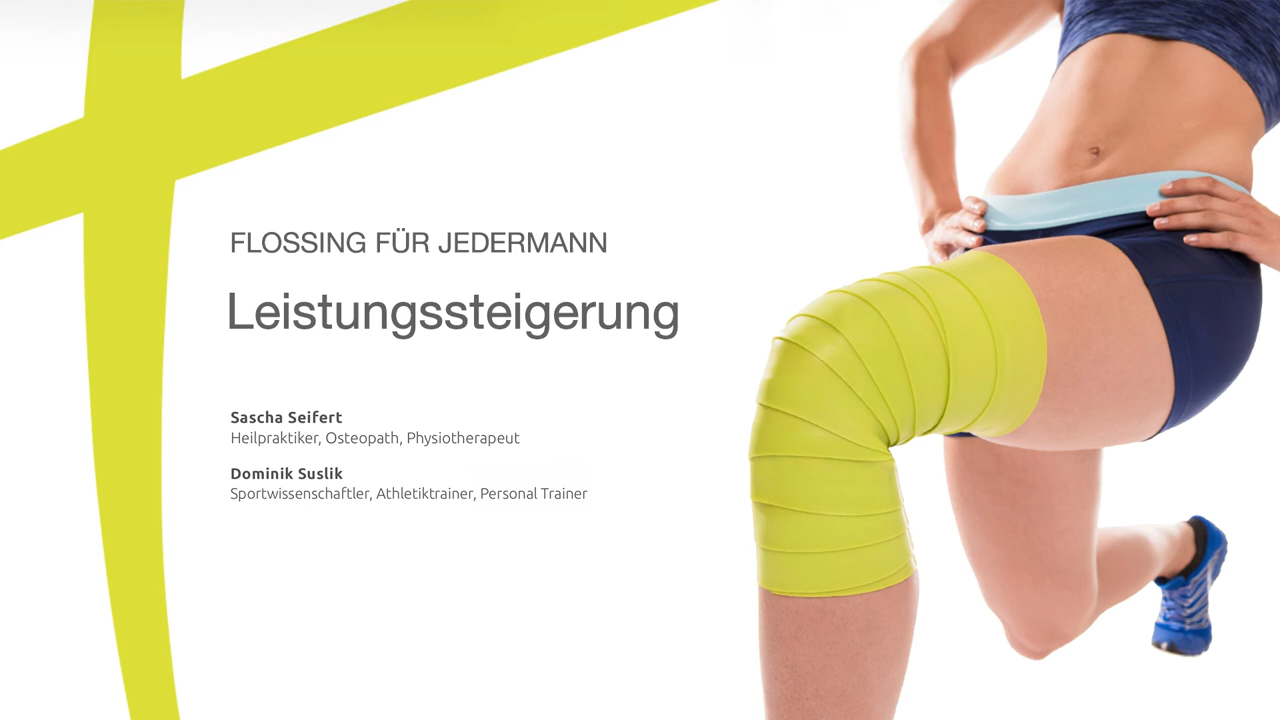 FLOSSING FÜR JEDERMANN
Leistungssteigerung
Sascha Seifert
Heilpraktiker, Osteopath, Physiotherapeut
Dominik Suslik
Sportwissenschaftler, Athletiktrainer, Personal Trainer